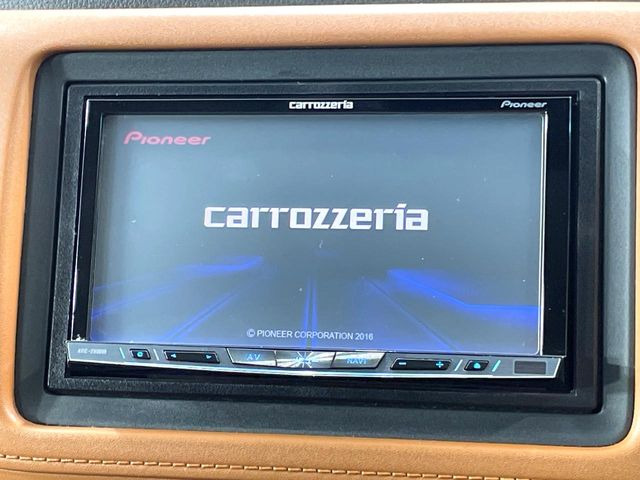 carrozzeria
Pioneer
Pioneer
carrozzeria
© PIONEER CORPORATION 2016
AV
NAVI